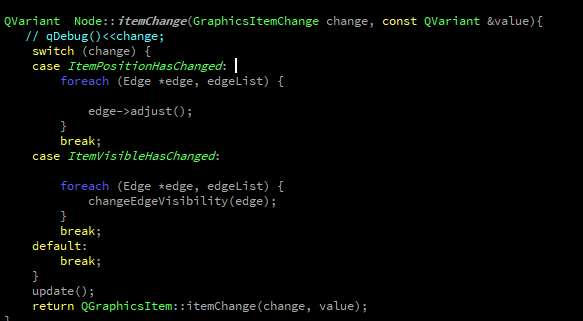 QVariant  Node::itemChange(GraphicsItemChange change, const QVariant &value){
// qDebug()<<change;
switch (change) {
case ItemPositionHasChanged:
foreach (Edge *edge, edgeList) {
edge->adjust();
}
break;
case ItemVisibleHasChanged:
foreach (Edge *edge, edgeList) {
changeEdgeVisibility(edge);
}
break;
default:
break;
}
update();
return QGraphicsItem::itemChange(change, value);
}